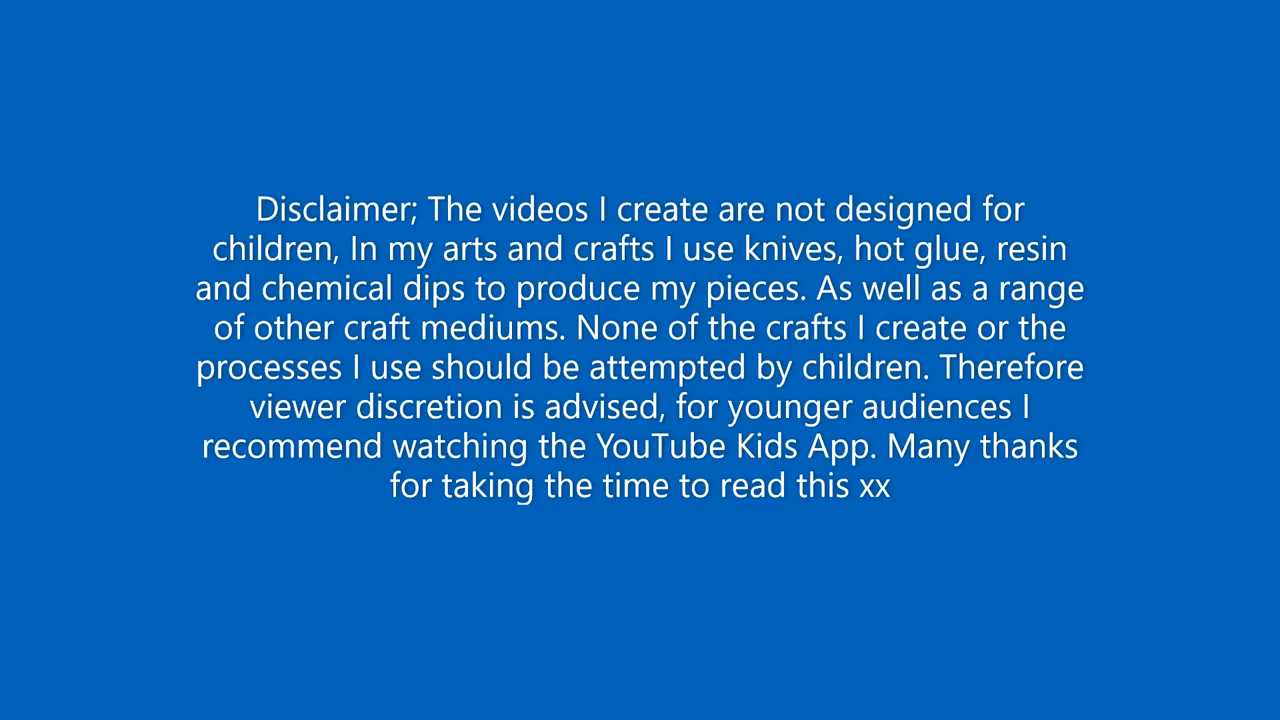 Disclaimer; The videos I create are not designed for
children, In my arts and crafts I use knives, hot glue, resin
and chemical dips to produce my pieces. As well as a range
of other craft mediums. None of the crafts I create or the
processes I use should be attempted by children. Therefore
viewer discretion is advised, for younger audiences I
recommend watching the YouTube Kids App. Many thanks
for taking the time to read this xx